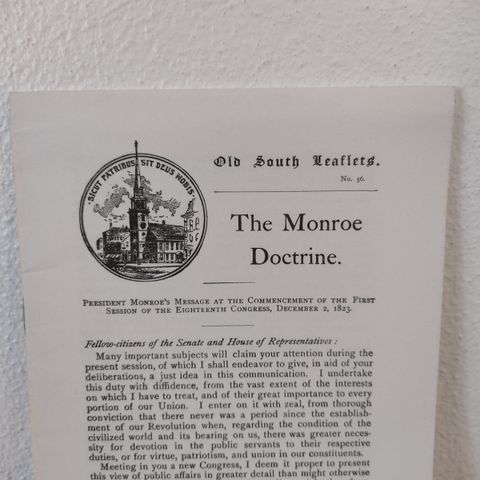 SICUT PATRIBUS, SIT DEUS NOBIS
Old South Leaflets.
No. 56.
The Monroe
Doctrine.
PRESIDENT MONROE'S MESSAGE AT THE COMMENCEMENT OF THE FIRST
SESSION OF THE EIGHTEENTH CONGRESS, DECEMBER 2, 1823.
Fellow-citizens of the Senate and House of Representatives:
Many important subjects will claim your attention during the
present session, of which I shall endeavor to give, in aid of your
deliberations, a just idea in this communication. I undertake
this duty with diffidence, from the vast extent of the interests
on which I have to treat, and of their great importance to every
portion of our Union. I enter on it with zeal, from thorough
conviction that there never was a period since the establish-
ment of our Revolution when, regarding the condition of the
civilized world and its bearing on us, there was greater neces-
sity for devotion in the public servants to their respective
duties, or for virtue, patriotism, and union in our constituents.
Meeting in you a new Congress, I deem it proper to present
this view of public affairs in greater detail than might otherwise